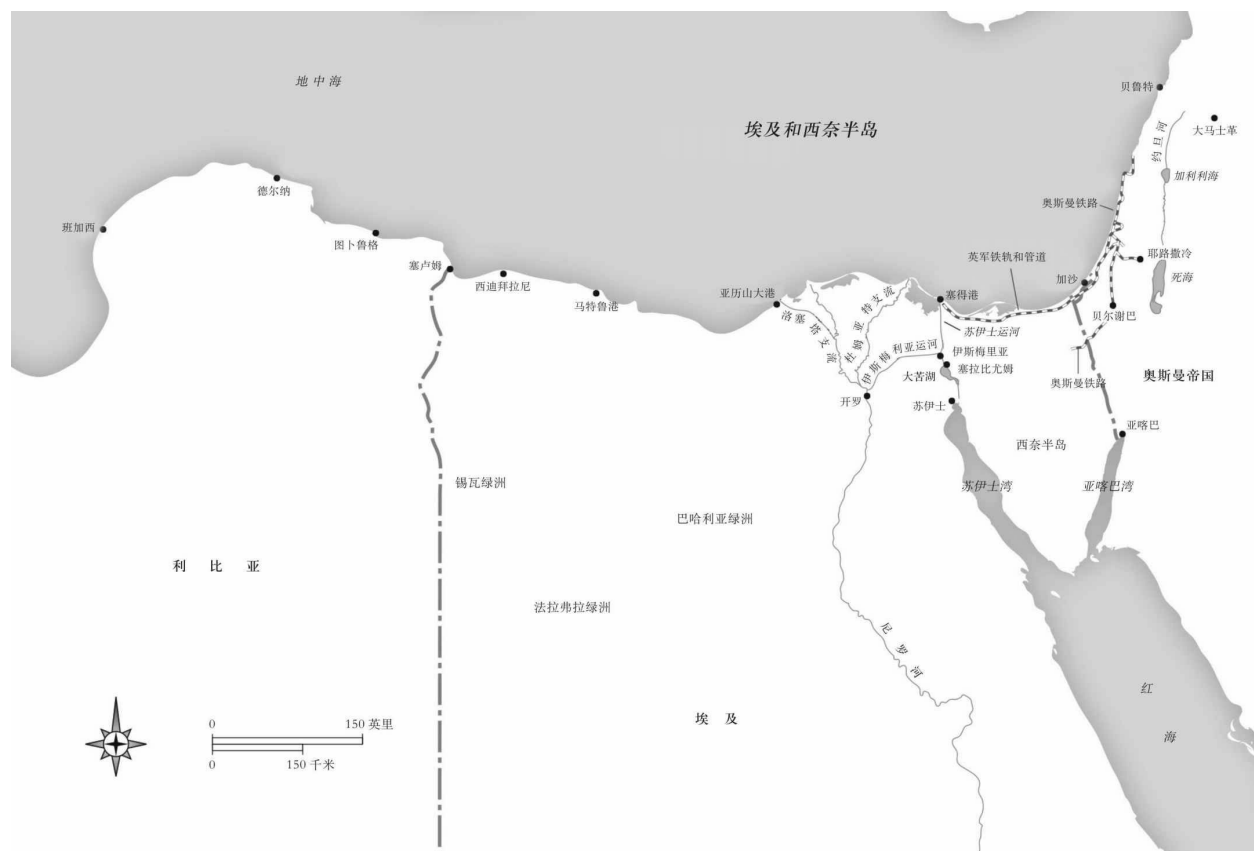 地中海
埃及和西奈半岛
贝鲁特
大马士革
约旦河
加利利海
德尔纳
奥斯曼铁路
班加西
图卜鲁格
塞卢姆
西迪拜拉尼
马特鲁港
亚历山大港
洛塞塔支流
杜姆亚特支流
塞得港
英军铁轨和管道
加沙
耶路撒冷
死海
贝尔谢巴
苏伊士运河
伊斯梅利亚运河
伊斯梅里亚
塞拉比尤姆
大苦湖
奥斯曼铁路
奥斯曼帝国
开罗
苏伊士
亚喀巴
西奈半岛
锡瓦绿洲
苏伊士湾
亚喀巴湾
巴哈利亚绿洲
利比亚
法拉弗拉绿洲
尼罗河
埃及
红海
0 150 英里
0 150 千米